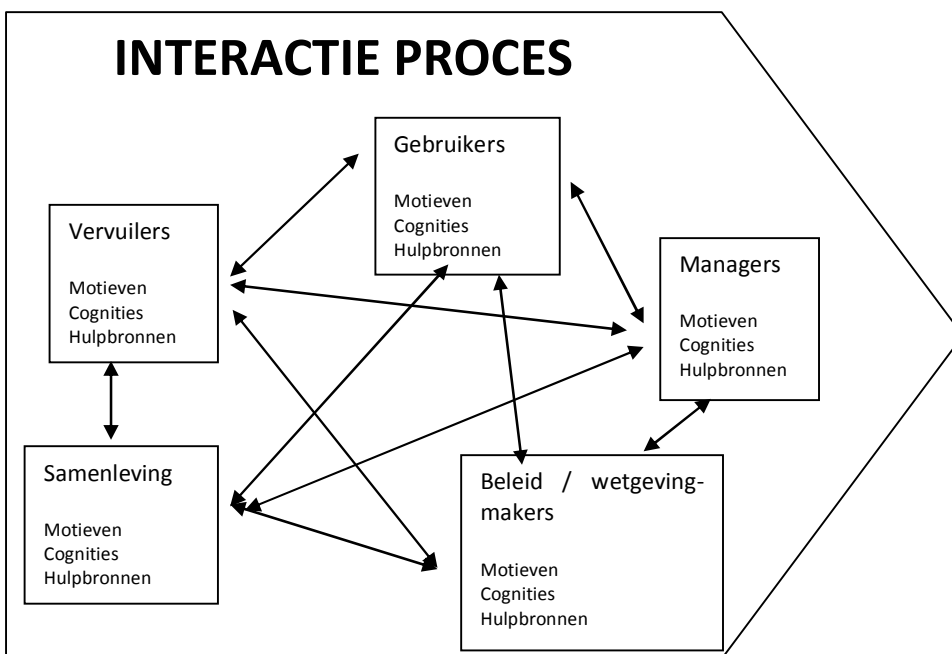 INTERACTIE PROCES
Gebruikers
Motieven
Cognities
Hulpbronnen
Vervuilers
Motieven
Cognities
Hulpbronnen
Managers
Motieven
Cognities
Hulpbronnen
Samenleving
Motieven
Cognities
Hulpbronnen
Beleid / wetgeving-
makers
Motieven
Cognities
Hulpbronnen